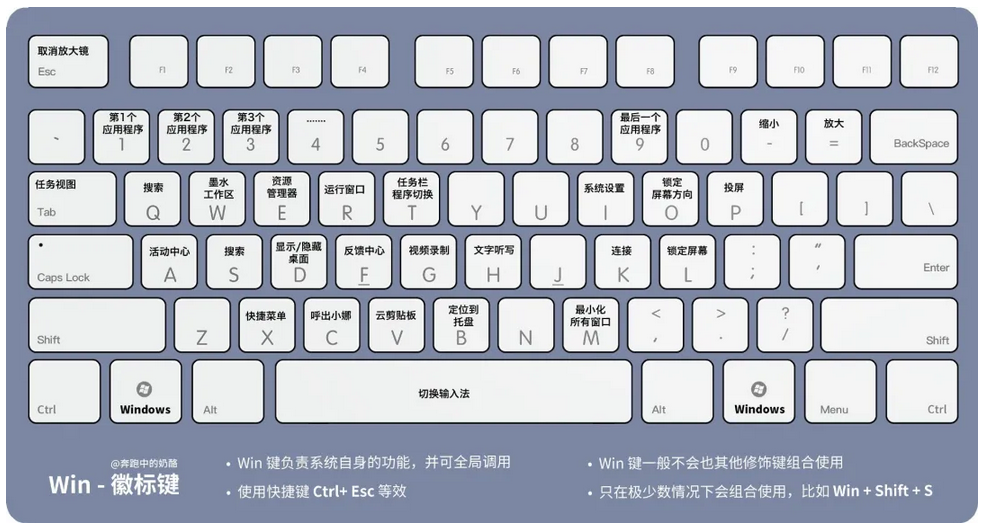 取消放大镜
Esc
F1
F2
F3
F4
F5
F6
F7
F8
F9
F10
F11
F12
`
第1个
应用程序
1
第2个
应用程序
2
第3个
应用程序
3
.......
4
5
6
7
8
最后一个
应用程序
9
0
缩小
-
放大
=
BackSpace
任务视图
Tab
搜索
Q
墨水
工作区
W
资源
管理器
E
运行窗口
R
任务栏
程序切换
T
Y
U
系统设置
I
锁定
屏幕方向
O
投屏
P
[
]
\
Caps Lock
活动中心
A
搜索
S
显示/隐藏
桌面
D
反馈中心
F
视频录制
G
文字听写
H
J
连接
K
锁定屏幕
L
:
;
"
'
Enter
Shift
Z
快捷菜单
X
呼出小娜
C
云剪贴板
V
定位到
托盘
B
N
最小化
所有窗口
M
<
,
>
.
?
/
Shift
Ctrl
Windows
Alt
切换输入法
Alt
Windows
Menu
Ctrl
@奔跑中的奶酪
Win - 徽标键
• Win 键负责系统自身的功能，并可全局调用
• 使用快捷键 Ctrl+ Esc 等效
• Win 键一般不会也其他修饰键组合使用
• 只在极少数情况下会组合使用，比如 Win + Shift + S